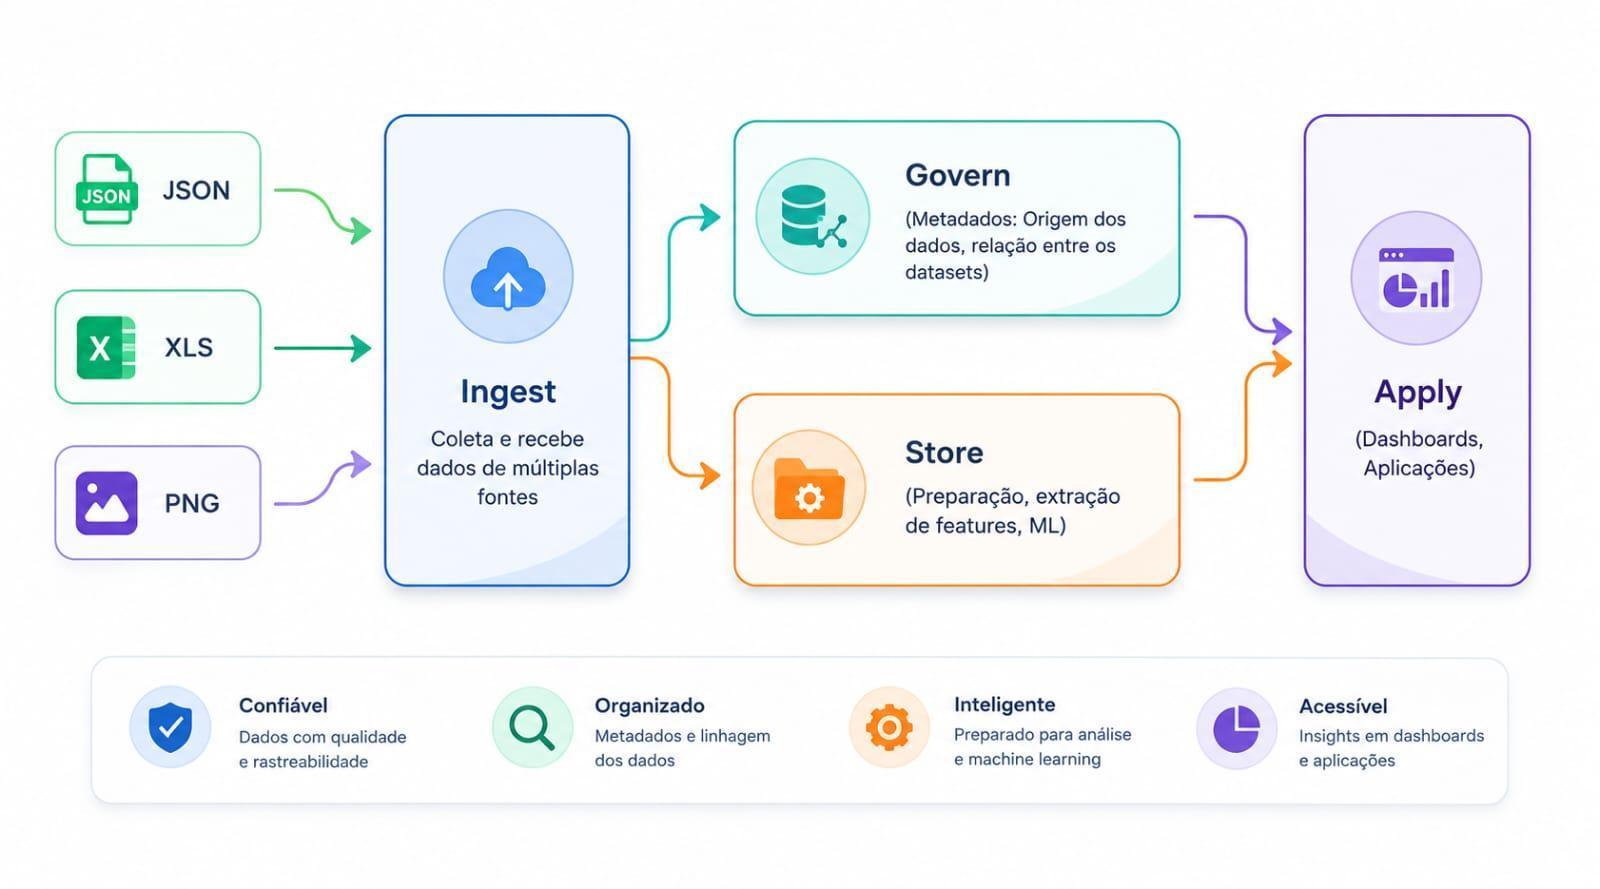 JSON
JSON
X
XLS
PNG
Ingest
Coleta e recebe
dados de múltiplas
fontes
Govern
(Metadados: Origem dos
dados, relação entre os
datasets)
Store
(Preparação, extração
de features, ML)
Apply
(Dashboards,
Aplicações)
Confiável
Dados com qualidade
e rastreabilidade
Organizado
Metadados e linhagem
dos dados
Inteligente
Preparado para análise
e machine learning
Acessível
Insights em dashboards
e aplicações